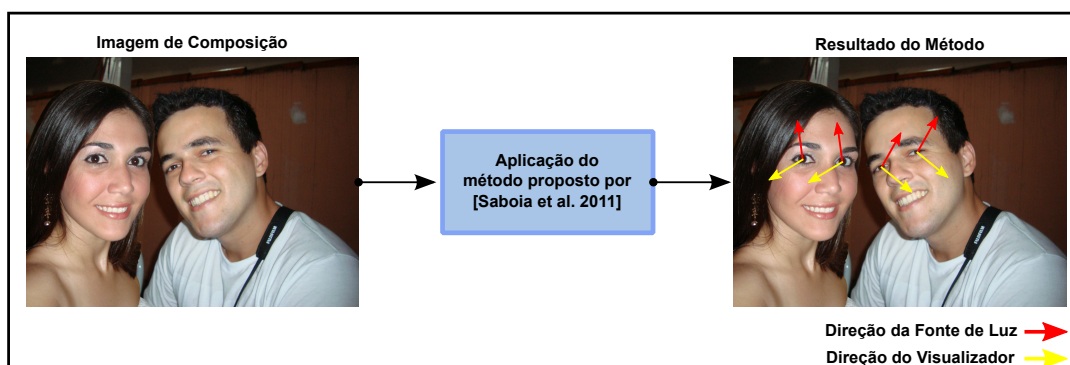 Imagem de Composição
Resultado do Método
Aplicação do
método proposto por
[Saboia et al. 2011]
Direção da Fonte de Luz
Direção do Visualizador